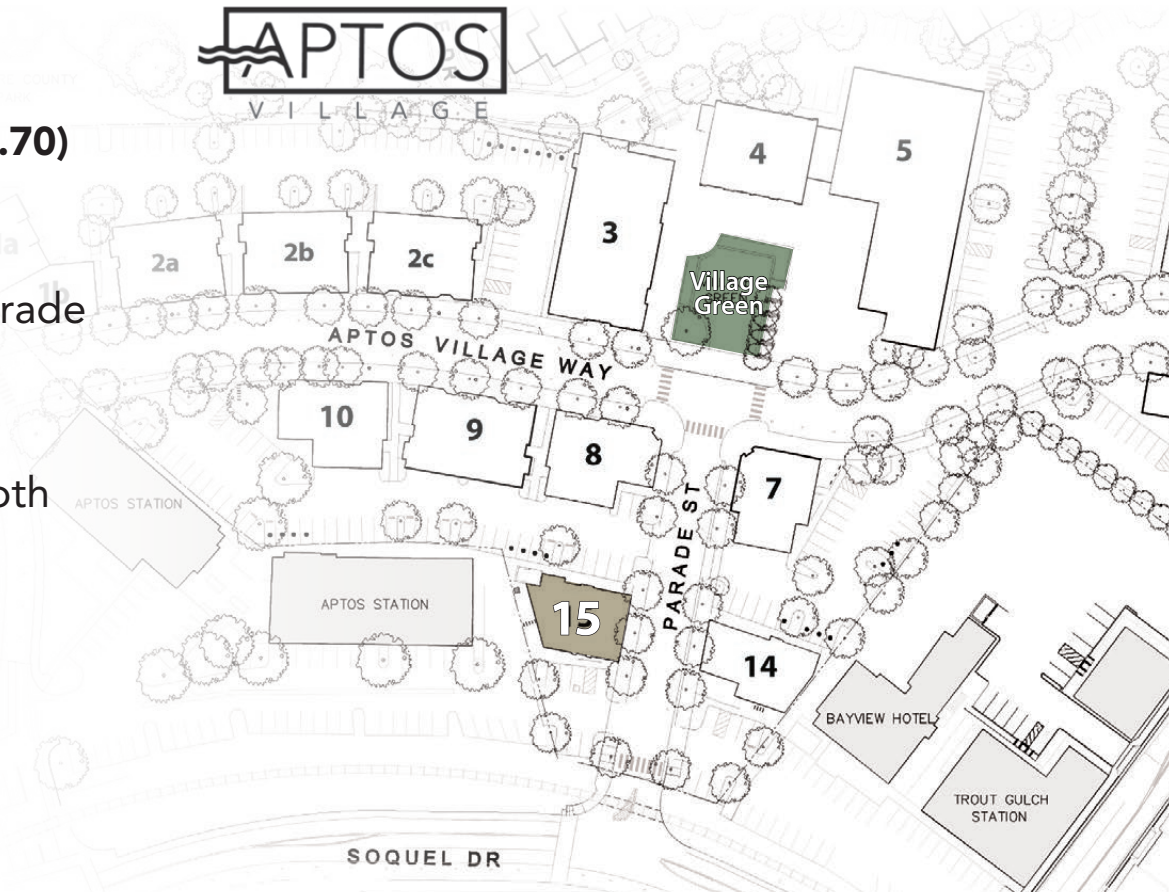 APTOS
VILLAGE
.70)
rade
oth
4
5
3
2a
2b
2c
1b
Village
Green
APTOS VILLAGE WAY
10
9
8
7
APTOS STATION
PARADE ST
APTOS STATION
15
14
BAYVIEW HOTEL
TROUT GULCH
STATION
SOQUEL DR